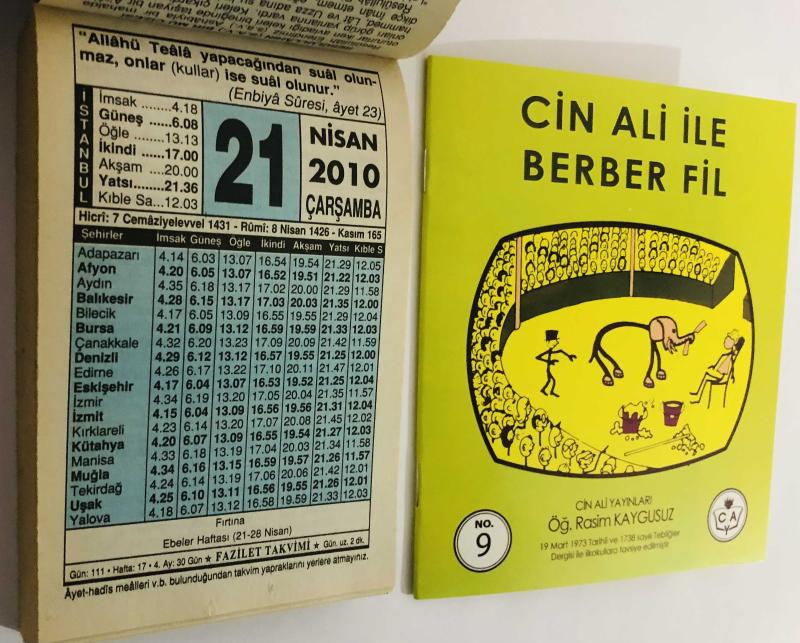 "Allâhü Teâlâ yapacağından suâl olun-
maz, onlar (kullar) ise suâl olunur."
(Enbiyâ Sûresi, âyet 23)
İSTANBUL
İmsak ........4.18
Güneş ......6.08
Öğle .........13.13
İkindi ......17.00
Akşam ....20.00
Yatsı........21.36
Kıble Sa...12.03
21
NİSAN
2010
ÇARŞAMBA
Hicrî: 7 Cemâziyelevvel 1431 - Rûmî: 8 Nisan 1426 - Kasım 165
Şehirler İmsak Güneş Öğle İkindi Akşam Yatsı Kıble S
Adapazarı 4.14 6.03 13.07 16.54 19.54 21.29 12.05
Afyon 4.20 6.05 13.07 16.52 19.51 21.22 12.03
Aydın 4.35 6.18 13.17 17.02 20.00 21.29 11.58
Balıkesir 4.28 6.15 13.17 17.03 20.03 21.35 12.00
Bilecik 4.17 6.05 13.09 16.55 19.55 21.29 12.04
Bursa 4.21 6.09 13.12 16.59 19.59 21.33 12.03
Çanakkale 4.32 6.20 13.23 17.09 20.09 21.42 11.59
Denizli 4.29 6.12 13.12 16.57 19.55 21.25 12.00
Edirne 4.26 6.17 13.22 17.10 20.11 21.47 12.01
Eskişehir 4.17 6.04 13.07 16.53 19.52 21.25 12.04
İzmir 4.34 6.19 13.20 17.05 20.04 21.35 11.57
İzmit 4.15 6.04 13.09 16.56 19.56 21.31 12.04
Kırklareli 4.23 6.14 13.20 17.07 20.08 21.45 12.02
Kütahya 4.20 6.07 13.09 16.55 19.54 21.27 12.03
Manisa 4.33 6.18 13.19 17.04 20.03 21.34 11.58
Muğla 4.34 6.16 13.15 16.59 19.57 21.26 11.57
Tekirdağ 4.24 6.14 13.19 17.06 20.06 21.42 12.01
Uşak 4.25 6.10 13.11 16.56 19.55 21.26 12.01
Yalova 4.18 6.07 13.12 16.58 19.59 21.33 12.03
Fırtına
Ebeler Haftası (21-28 Nisan)
Gün: 111 • Hafta: 17 • 4. Ay: 30 Gün ★ FAZİLET TAKVİMİ ★ Gün. uz. 2 dk.
Âyet-hadîs meâlleri v.b. bulunduğundan takvim yapraklarını yerlere atmayınız.
CİN ALİ İLE
BERBER FİL
CİN ALİ YAYINLARI
Öğ. Rasim KAYGUSUZ
19 Mart 1973 Tarihli ve 1738 sayılı Tebliğler
Dergisi ile ilkokullara tavsiye edilmiştir
NO.
9
C A
Y